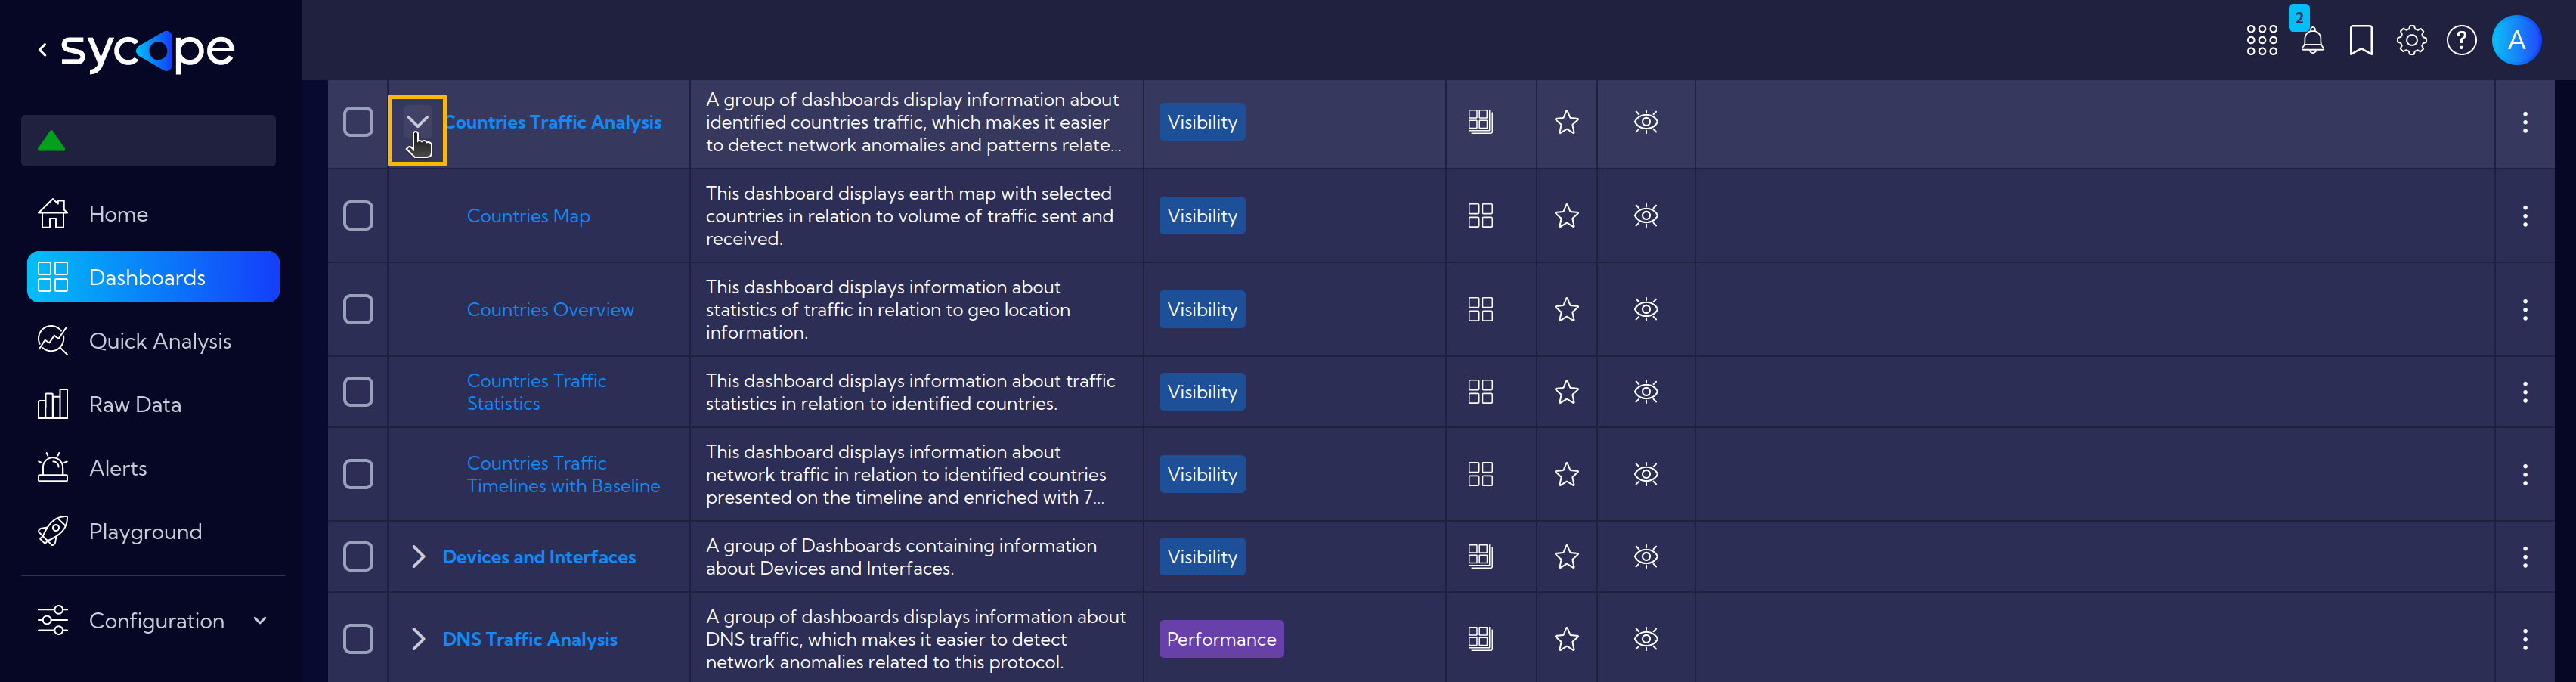 sycope
Home
Dashboards
Quick Analysis
Raw Data
Alerts
Playground
Configuration
2
A
Countries Traffic Analysis
A group of dashboards display information about
identified countries traffic, which makes it easier
to detect network anomalies and patterns relate...
Visibility
Countries Map
This dashboard displays earth map with selected
countries in relation to volume of traffic sent and
received.
Visibility
Countries Overview
This dashboard displays information about
statistics of traffic in relation to geo location
information.
Visibility
Countries Traffic
Statistics
This dashboard displays information about traffic
statistics in relation to identified countries.
Visibility
Countries Traffic
Timelines with Baseline
This dashboard displays information about
network traffic in relation to identified countries
presented on the timeline and enriched with 7...
Visibility
Devices and Interfaces
A group of Dashboards containing information
about Devices and Interfaces.
Visibility
DNS Traffic Analysis
A group of dashboards displays information about
DNS traffic, which makes it easier to detect
network anomalies related to this protocol.
Performance